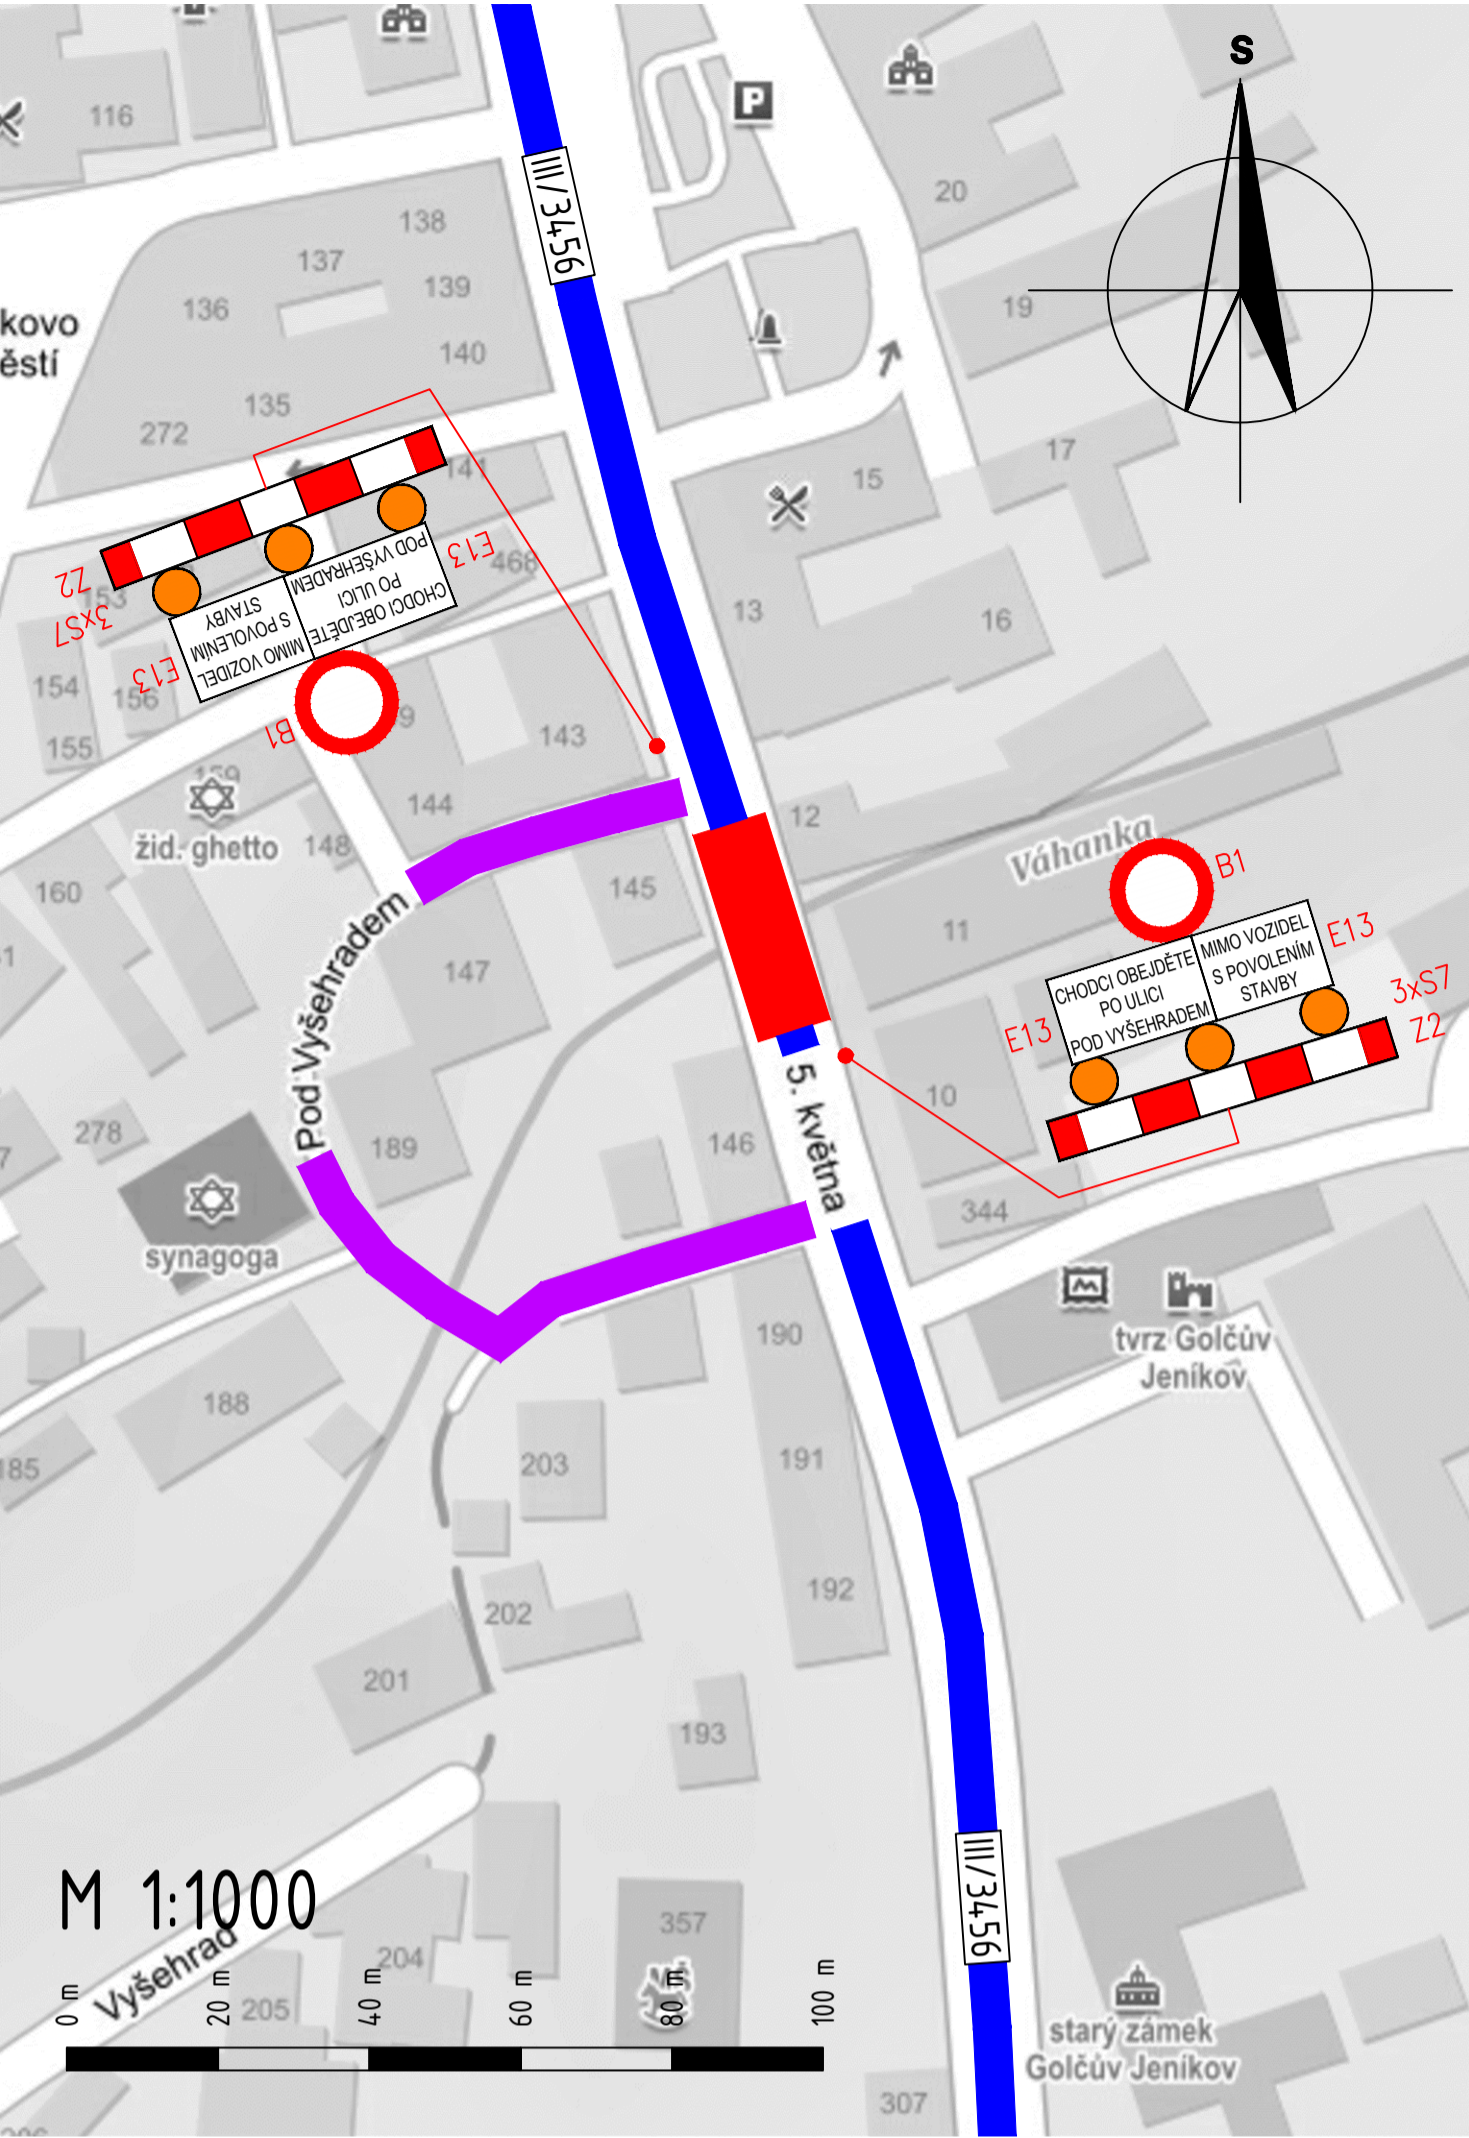 S
116
P
20
III/3456
138
137
139
136
19
140
kovo
ěstí
135
272
141
17
15
468
Z2
3xS7
153
E13
E13
MIMO VOZIDEL
S POVOLENÍM
STAVBY
CHODCI OBEJDĚTE
PO ULICI
POD VYŠEHRADEM
B1
13
16
154
156
155
143
159
144
12
žid. ghetto
148
145
160
Váhanka
B1
11
147
Pod Vyšehradem
CHODCI OBEJDĚTE
PO ULICI
POD VYŠEHRADEM
MIMO VOZIDEL
S POVOLENÍM
STAVBY
E13
E13
3xS7
Z2
5. května
10
278
189
146
344
synagoga
190
tvrz Golčův
Jeníkov
188
185
203
191
202
192
201
193
M 1:1000
Vyšehrad
III/3456
357
204
205
0 m
20 m
40 m
60 m
80 m
100 m
starý zámek
Golčův Jeníkov
307